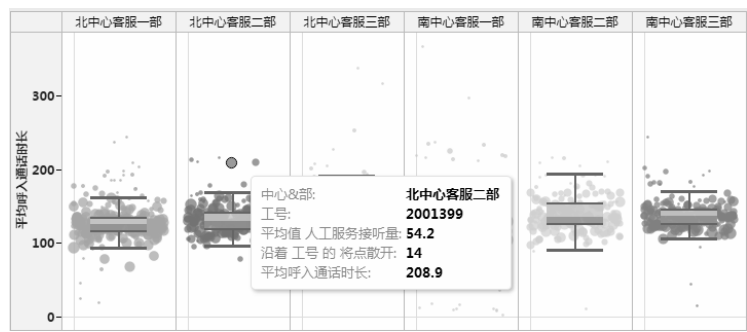 北中心客服一部 北中心客服二部 北中心客服三部 南中心客服一部 南中心客服二部 南中心客服三部
平均呼入通话时长
300
200
100
0
中心&部: 北中心客服二部
工号: 2001399
平均值 人工服务接听量: 54.2
沿着 工号 的 将点散开: 14
平均呼入通话时长: 208.9